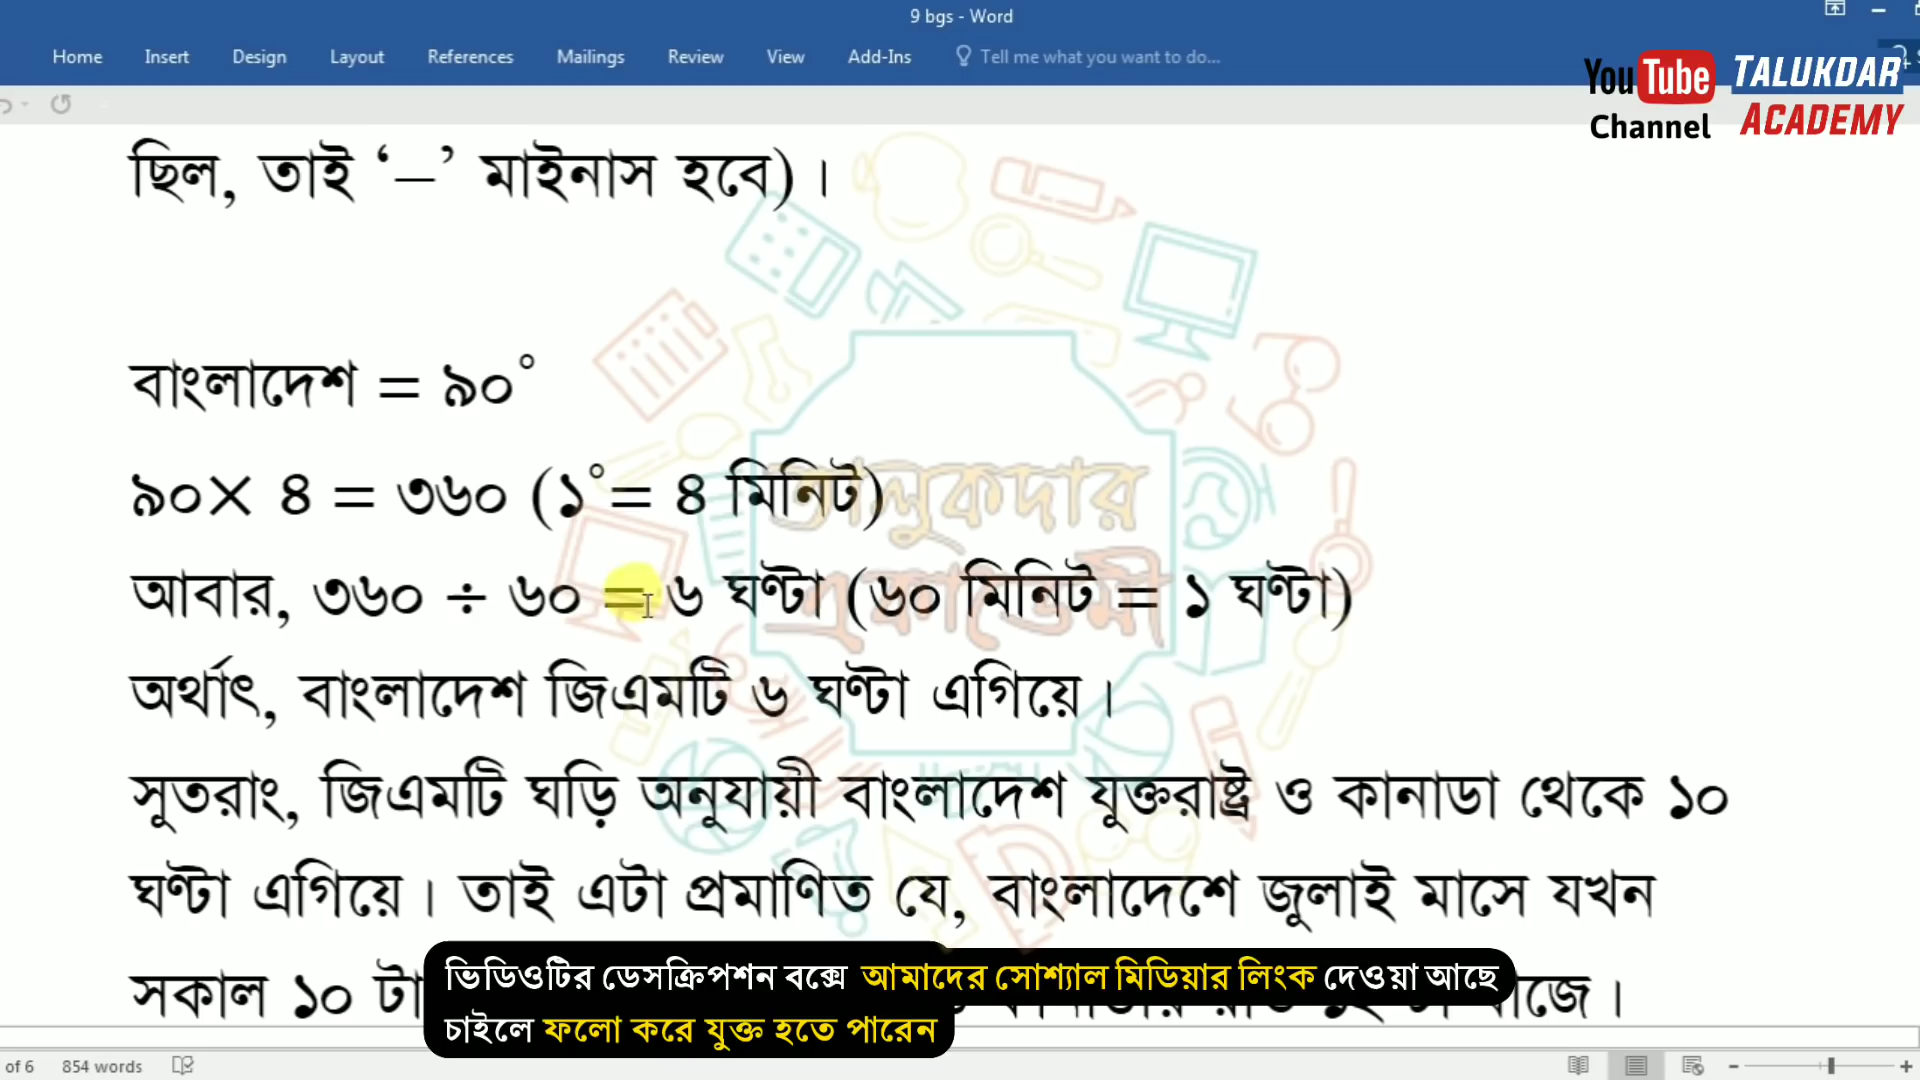 9 bgs - Word
Home Insert Design Layout References Mailings Review View Add-Ins Tell me what you want to do...
YouTube Channel TALUKDAR ACADEMY
ছিল, তাই ‘–’ মাইনাস হবে)।
বাংলাদেশ = ৯০°
৯০× ৪ = ৩৬০ (১°= ৪ মিনিট)
আবার, ৩৬০ ÷ ৬০ = ৬ ঘণ্টা (৬০ মিনিট = ১ ঘণ্টা)
অর্থাৎ, বাংলাদেশ জিএমটি ৬ ঘণ্টা এগিয়ে।
সুতরাং, জিএমটি ঘড়ি অনুযায়ী বাংলাদেশ যুক্তরাষ্ট্র ও কানাডা থেকে ১০
ঘণ্টা এগিয়ে। তাই এটা প্রমাণিত যে, বাংলাদেশে জুলাই মাসে যখন
সকাল ১০ টা
তালুকদার
একাডেমী
ভিডিওটির ডেসক্রিপশন বক্সে আমাদের সোশ্যাল মিডিয়ার লিংক দেওয়া আছে
চাইলে ফলো করে যুক্ত হতে পারেন
of 6 854 words